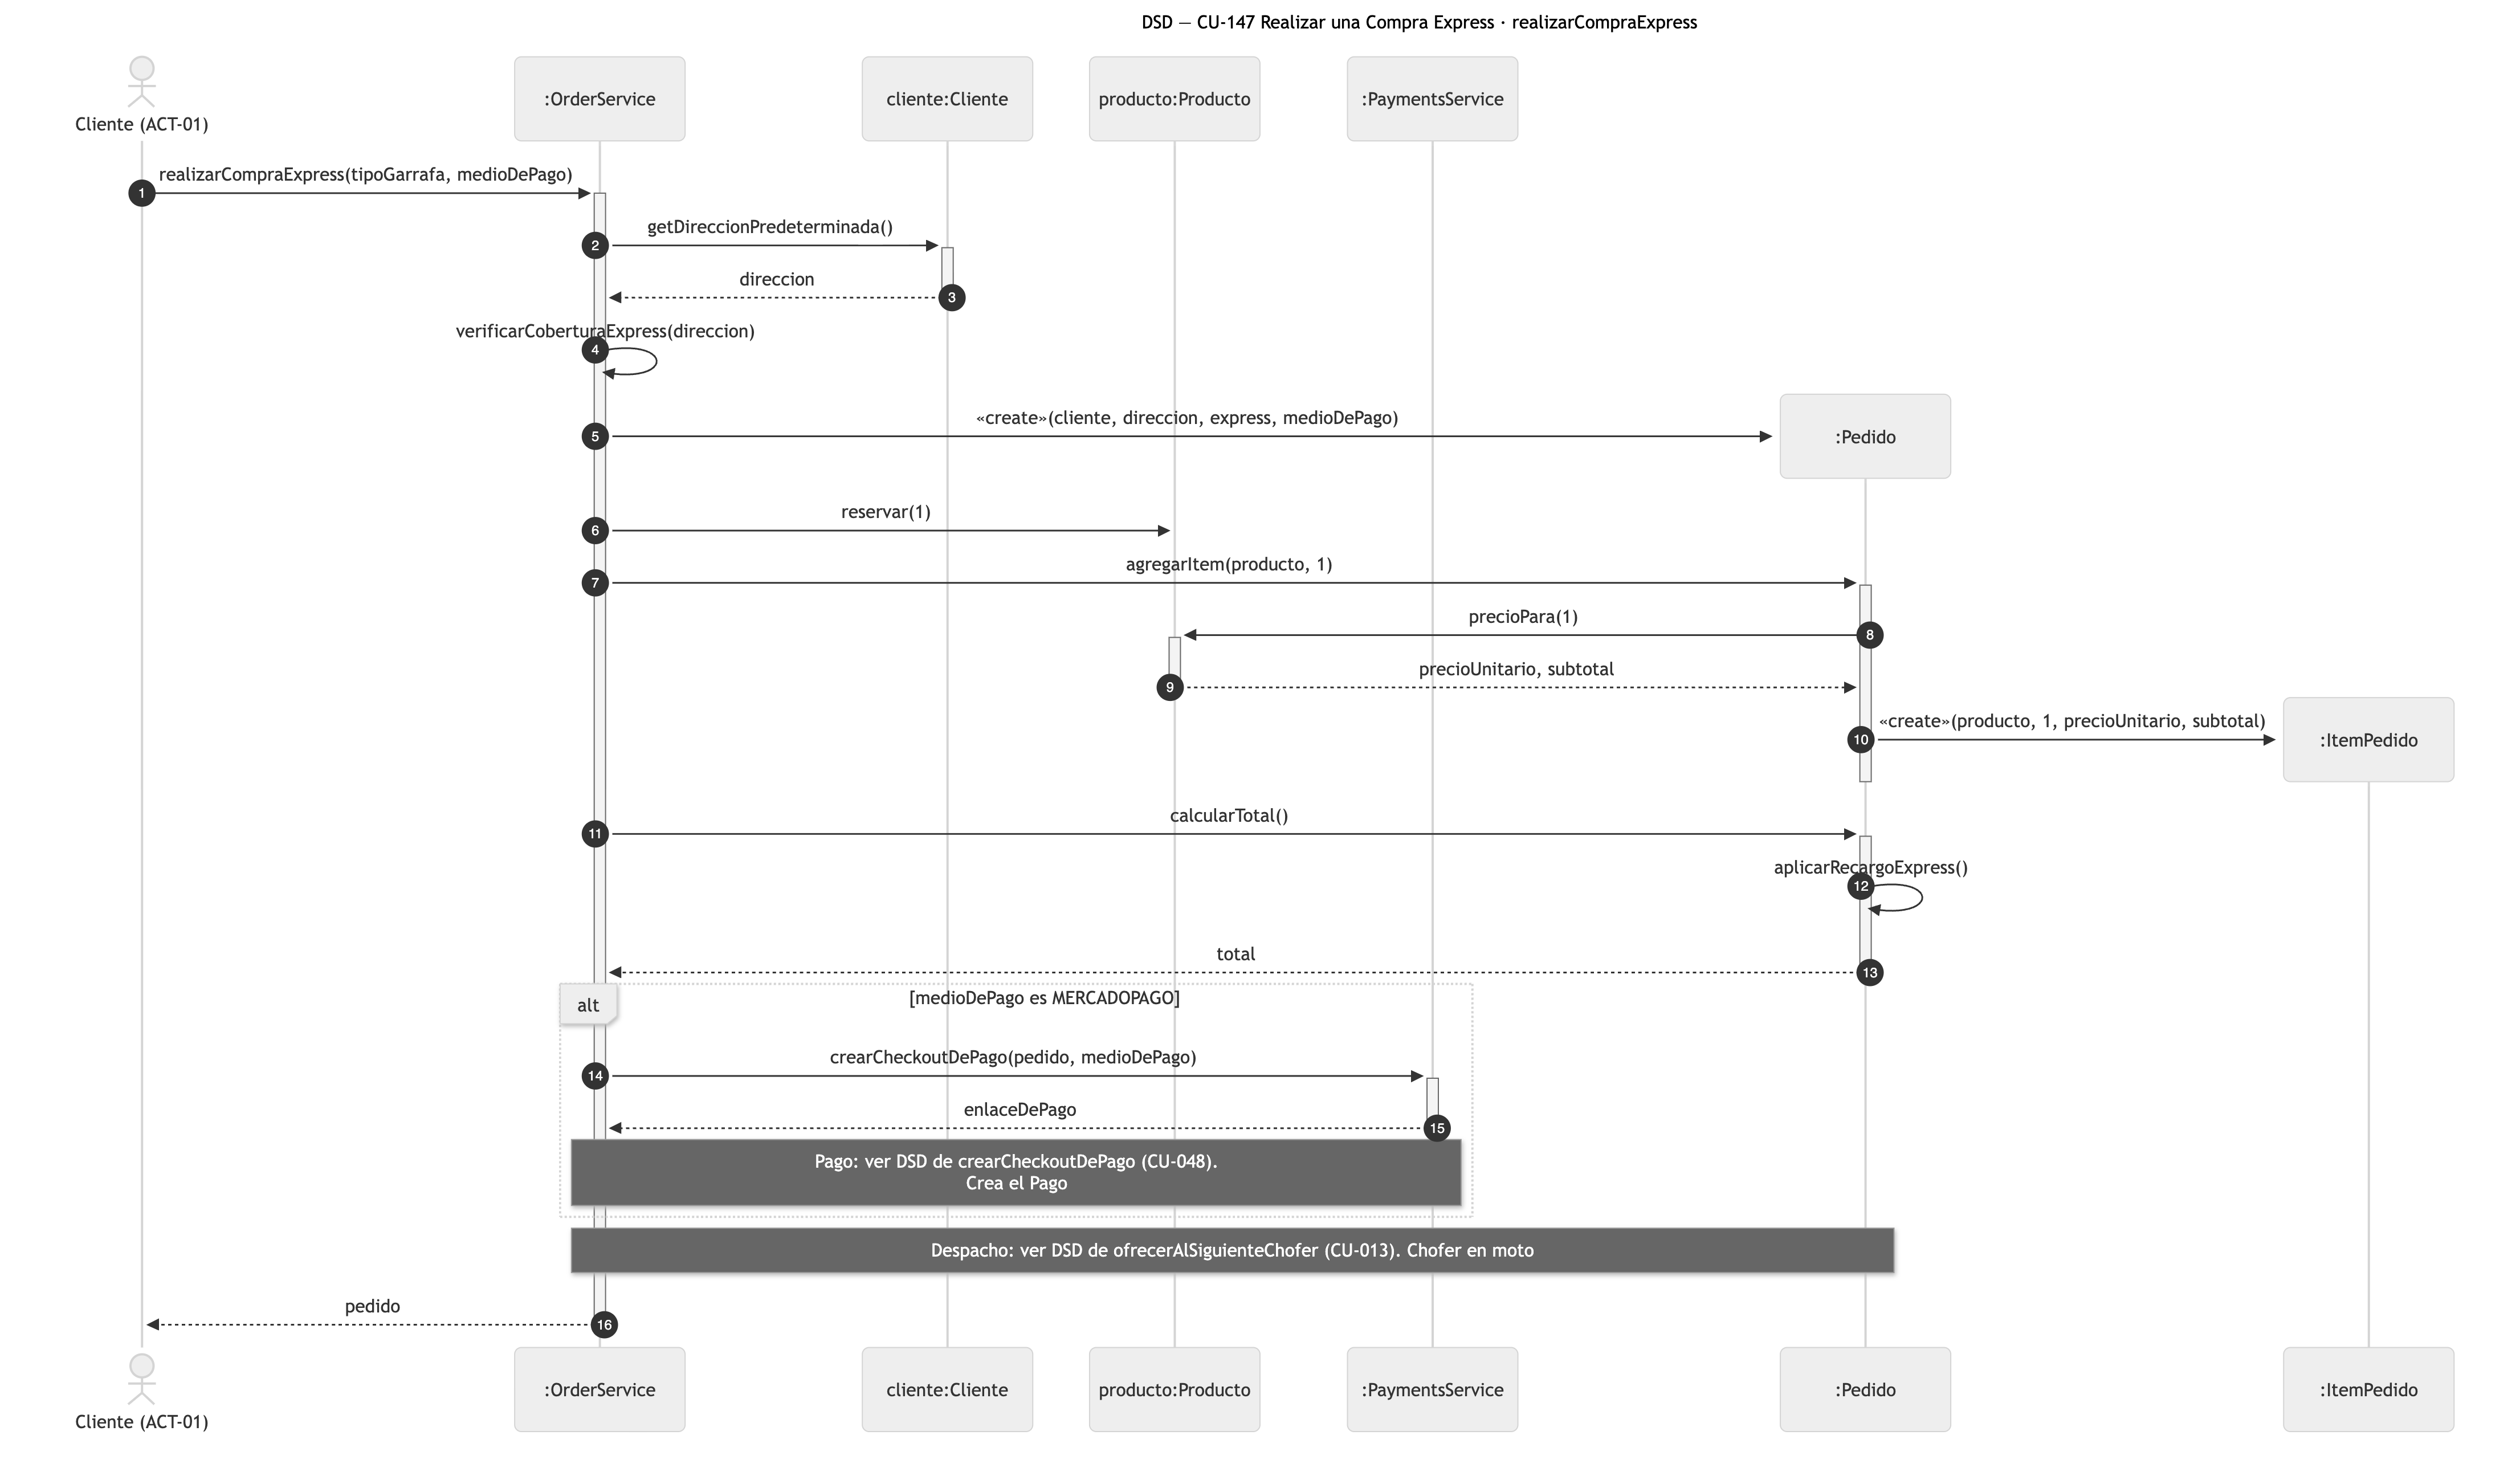 DSD — CU-147 Realizar una Compra Express · realizarCompraExpress
Cliente (ACT-01)
:OrderService
cliente:Cliente
producto:Producto
:PaymentsService
1
realizarCompraExpress(tipoGarrafa, medioDePago)
2
getDireccionPredeterminada()
direccion
3
verificarCoberturaExpress(direccion)
4
5
«create»(cliente, direccion, express, medioDePago)
:Pedido
6
reservar(1)
7
agregarItem(producto, 1)
precioPara(1)
8
9
precioUnitario, subtotal
10
«create»(producto, 1, precioUnitario, subtotal)
:ItemPedido
11
calcularTotal()
aplicarRecargoExpress()
12
total
13
alt
[medioDePago es MERCADOPAGO]
14
crearCheckoutDePago(pedido, medioDePago)
enlaceDePago
15
Pago: ver DSD de crearCheckoutDePago (CU-048).
Crea el Pago
Despacho: ver DSD de ofrecerAlSiguienteChofer (CU-013). Chofer en moto
pedido
16
Cliente (ACT-01)
:OrderService
cliente:Cliente
producto:Producto
:PaymentsService
:Pedido
:ItemPedido